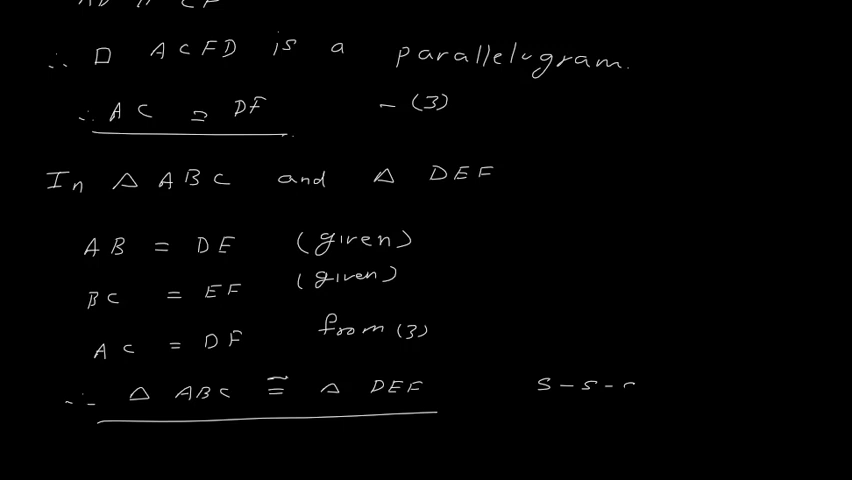 ∴ □ ACFD is a parallelogram.
∴ AC = DF - (3)
In △ ABC and △ DEF
AB = DE (given)
BC = EF (given)
AC = DF from (3)
∴ △ ABC ≅ △ DEF s-s-